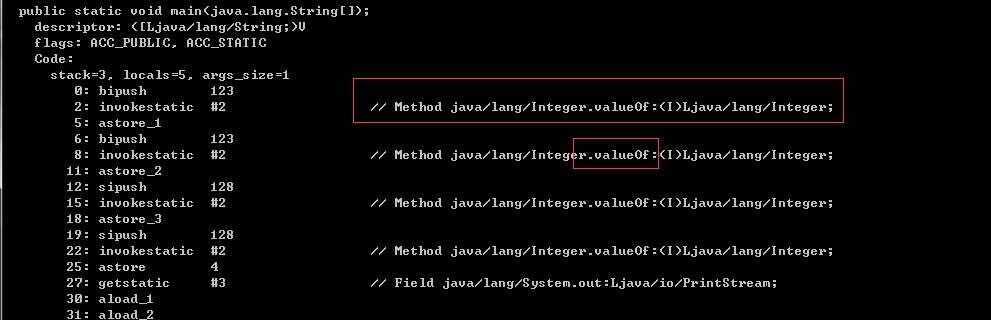 public static void main(java.lang.String[]);
descriptor: ([Ljava/lang/String;)V
flags: ACC_PUBLIC, ACC_STATIC
Code:
stack=3, locals=5, args_size=1
0: bipush 123
2: invokestatic #2 // Method java/lang/Integer.valueOf:(I)Ljava/lang/Integer;
5: astore_1
6: bipush 123
8: invokestatic #2 // Method java/lang/Integer.valueOf:(I)Ljava/lang/Integer;
11: astore_2
12: sipush 128
15: invokestatic #2 // Method java/lang/Integer.valueOf:(I)Ljava/lang/Integer;
18: astore_3
19: sipush 128
22: invokestatic #2 // Method java/lang/Integer.valueOf:(I)Ljava/lang/Integer;
25: astore 4
27: getstatic #3 // Field java/lang/System.out:Ljava/io/PrintStream;
30: aload_1
31: aload_2